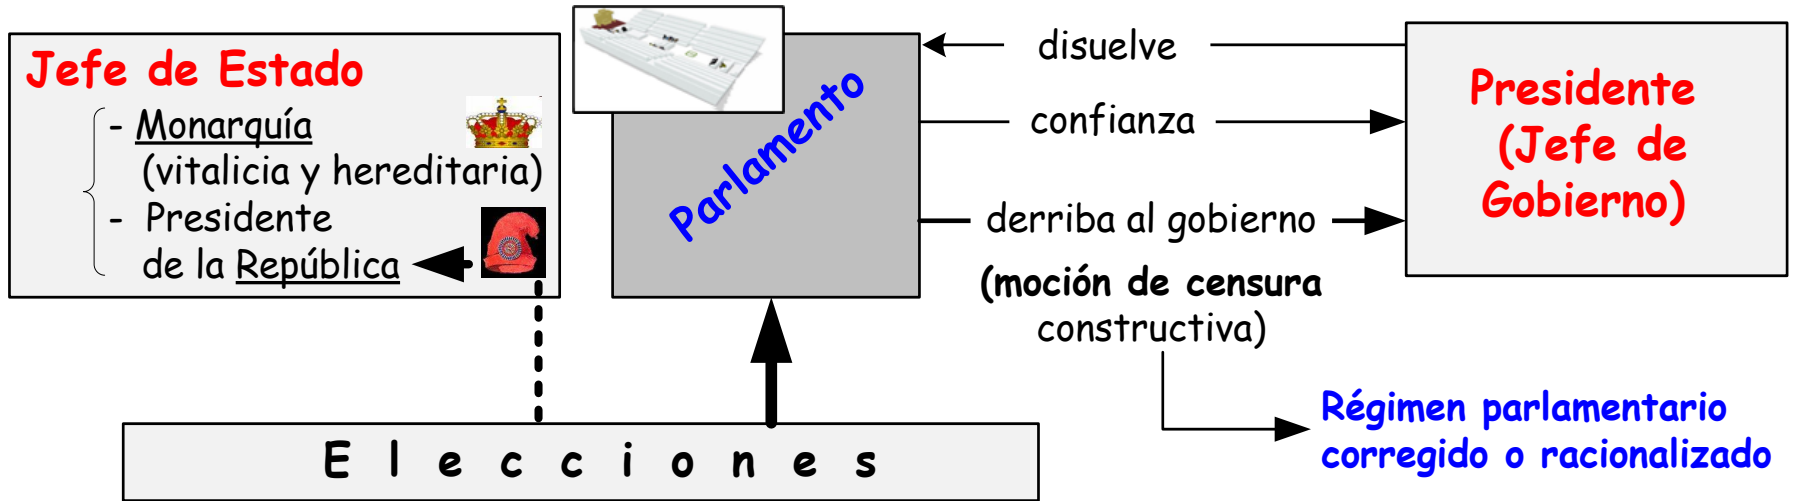 Jefe de Estado
- Monarquía
(vitalicia y hereditaria)
- Presidente
de la República
Parlamento
disuelve
confianza
derriba al gobierno
(moción de censura
constructiva)
Presidente
(Jefe de
Gobierno)
Régimen parlamentario
corregido o racionalizado
Elecciones